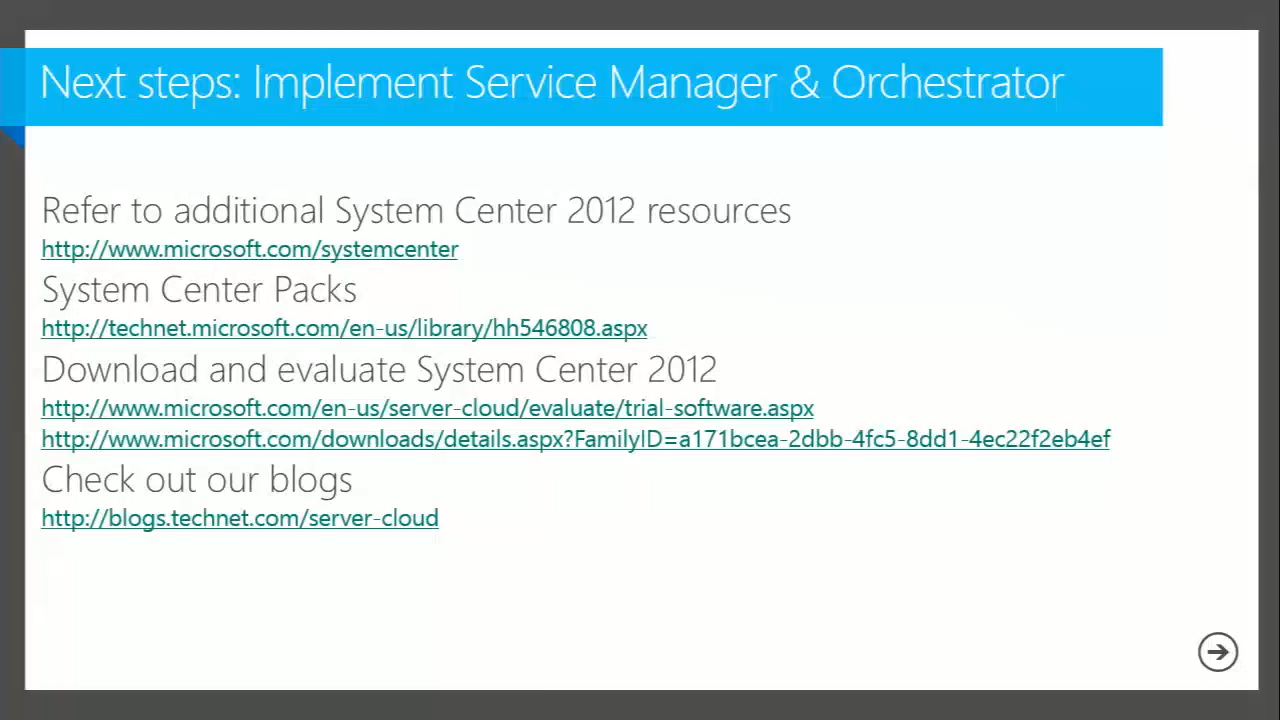 Next steps: Implement Service Manager & Orchestrator
Refer to additional System Center 2012 resources
http://www.microsoft.com/systemcenter
System Center Packs
http://technet.microsoft.com/en-us/library/hh546808.aspx
Download and evaluate System Center 2012
http://www.microsoft.com/en-us/server-cloud/evaluate/trial-software.aspx
http://www.microsoft.com/downloads/details.aspx?FamilyID=a171bcea-2dbb-4fc5-8dd1-4ec22f2eb4ef
Check out our blogs
http://blogs.technet.com/server-cloud